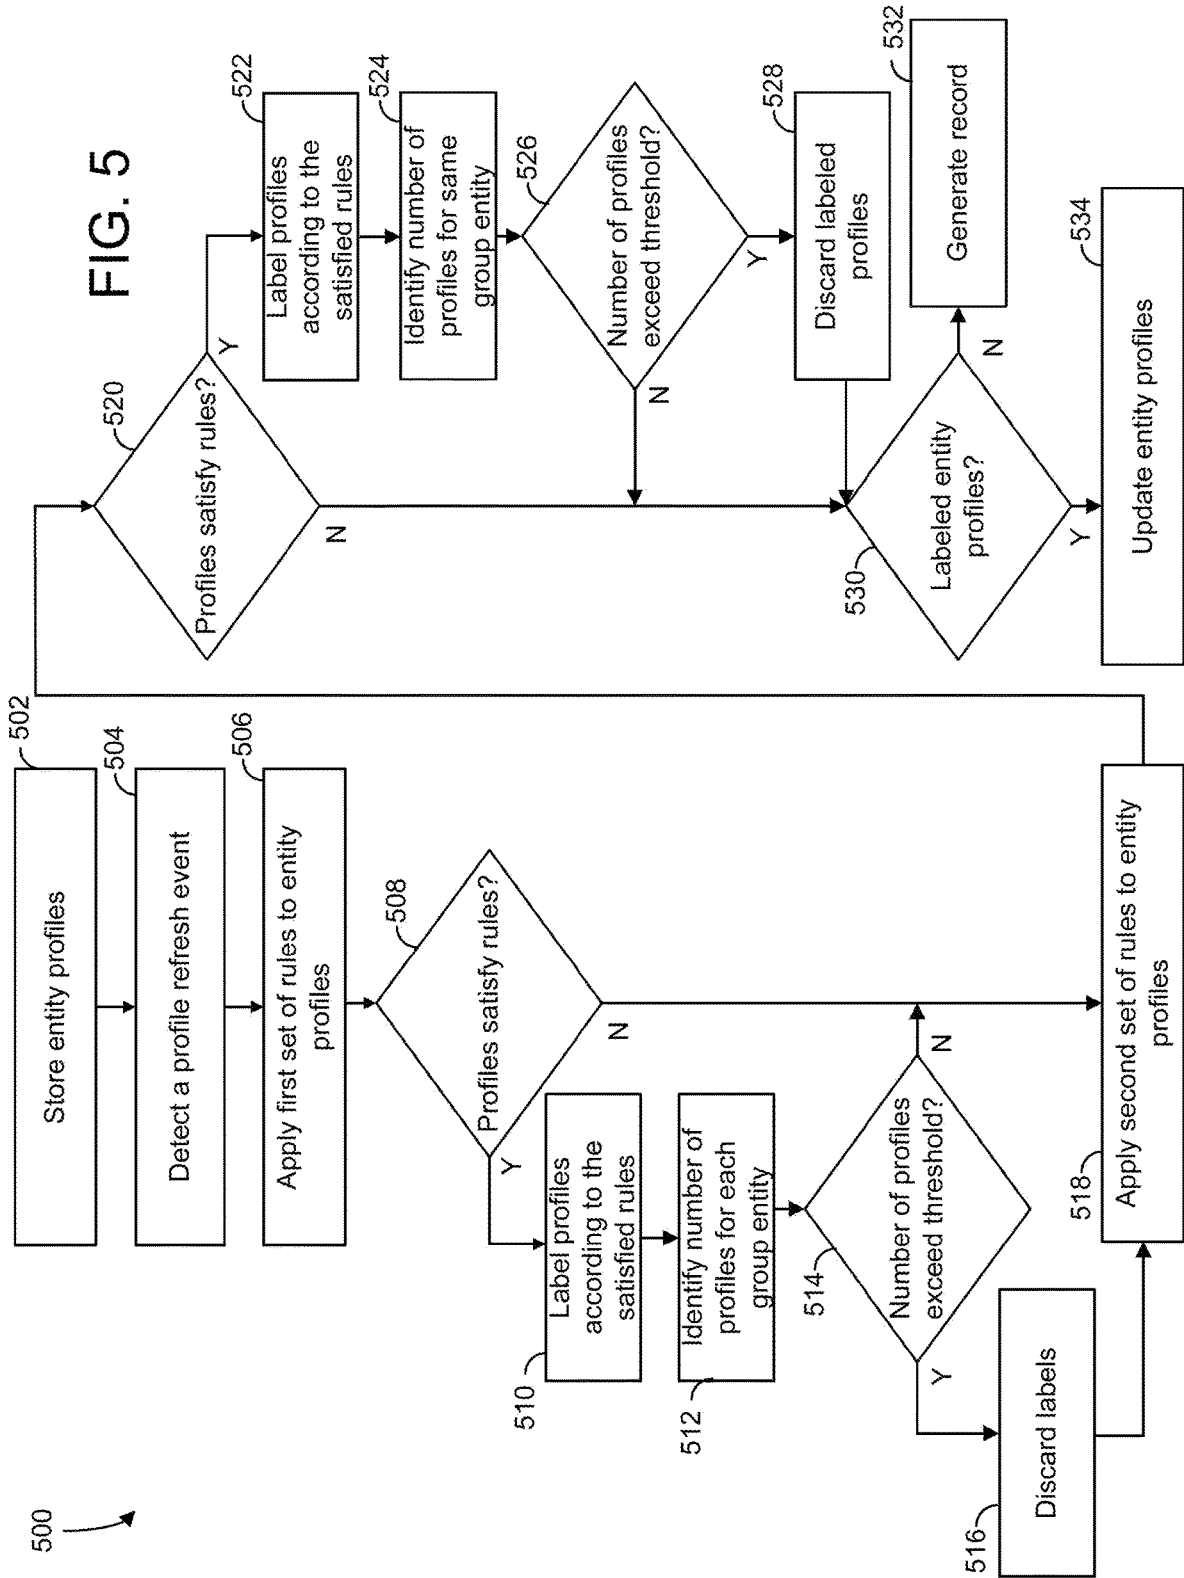 FIG. 5
500
502
Store entity profiles
504
Detect a profile refresh event
506
Apply first set of rules to entity
profiles
508
Profiles satisfy rules?
Y
N
510
Label profiles
according to the
satisfied rules
512
Identify number of
profiles for each
group entity
514
Number of profiles
exceed threshold?
Y
N
516
Discard labels
518
Apply second set of rules to entity
profiles
520
Profiles satisfy rules?
Y
N
522
Label profiles
according to the
satisfied rules
524
Identify number of
profiles for same
group entity
526
Number of profiles
exceed threshold?
N
Y
528
Discard labeled
profiles
530
Labeled entity
profiles?
N
Y
532
Generate record
534
Update entity profiles